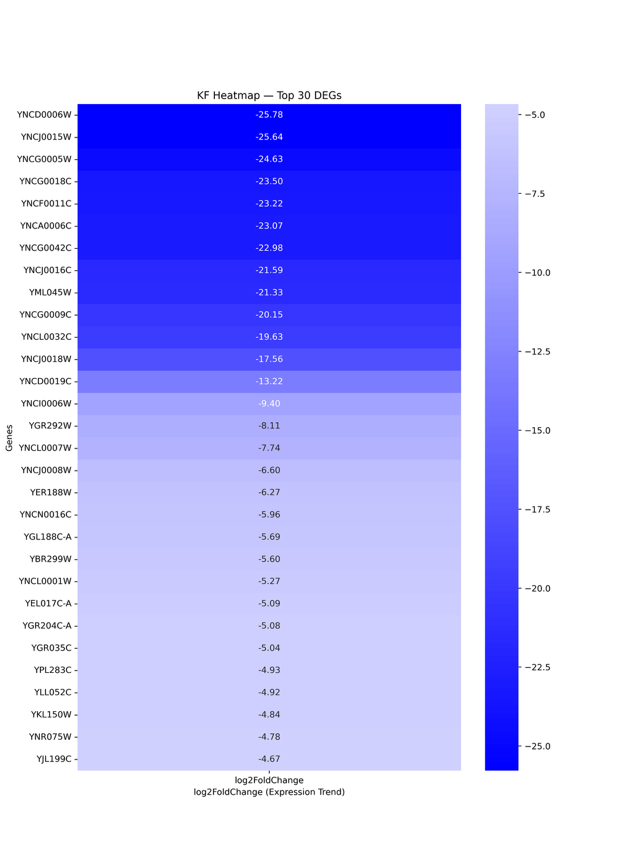 KF Heatmap — Top 30 DEGs
Genes
YNCD0006W
-25.78
YNCJ0015W
-25.64
YNCG0005W
-24.63
YNCG0018C
-23.50
YNCF0011C
-23.22
YNCA0006C
-23.07
YNCG0042C
-22.98
YNCJ0016C
-21.59
YML045W
-21.33
YNCG0009C
-20.15
YNCL0032C
-19.63
YNCJ0018W
-17.56
YNCD0019C
-13.22
YNCI0006W
-9.40
YGR292W
-8.11
YNCL0007W
-7.74
YNCJ0008W
-6.60
YER188W
-6.27
YNCN0016C
-5.96
YGL188C-A
-5.69
YBR299W
-5.60
YNCL0001W
-5.27
YEL017C-A
-5.09
YGR204C-A
-5.08
YGR035C
-5.04
YPL283C
-4.93
YLL052C
-4.92
YKL150W
-4.84
YNR075W
-4.78
YJL199C
-4.67
log2FoldChange
log2FoldChange (Expression Trend)
−5.0
−7.5
−10.0
−12.5
−15.0
−17.5
−20.0
−22.5
−25.0